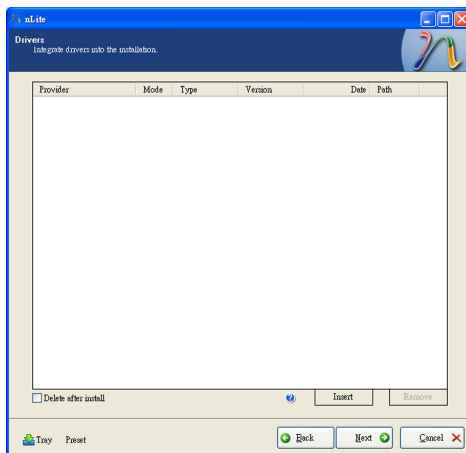 nLite
Drivers
Integrate drivers into the installation.
Provider Mode Type Version Date Path
Delete after install
Insert Remove
Tray Preset Back Next Cancel